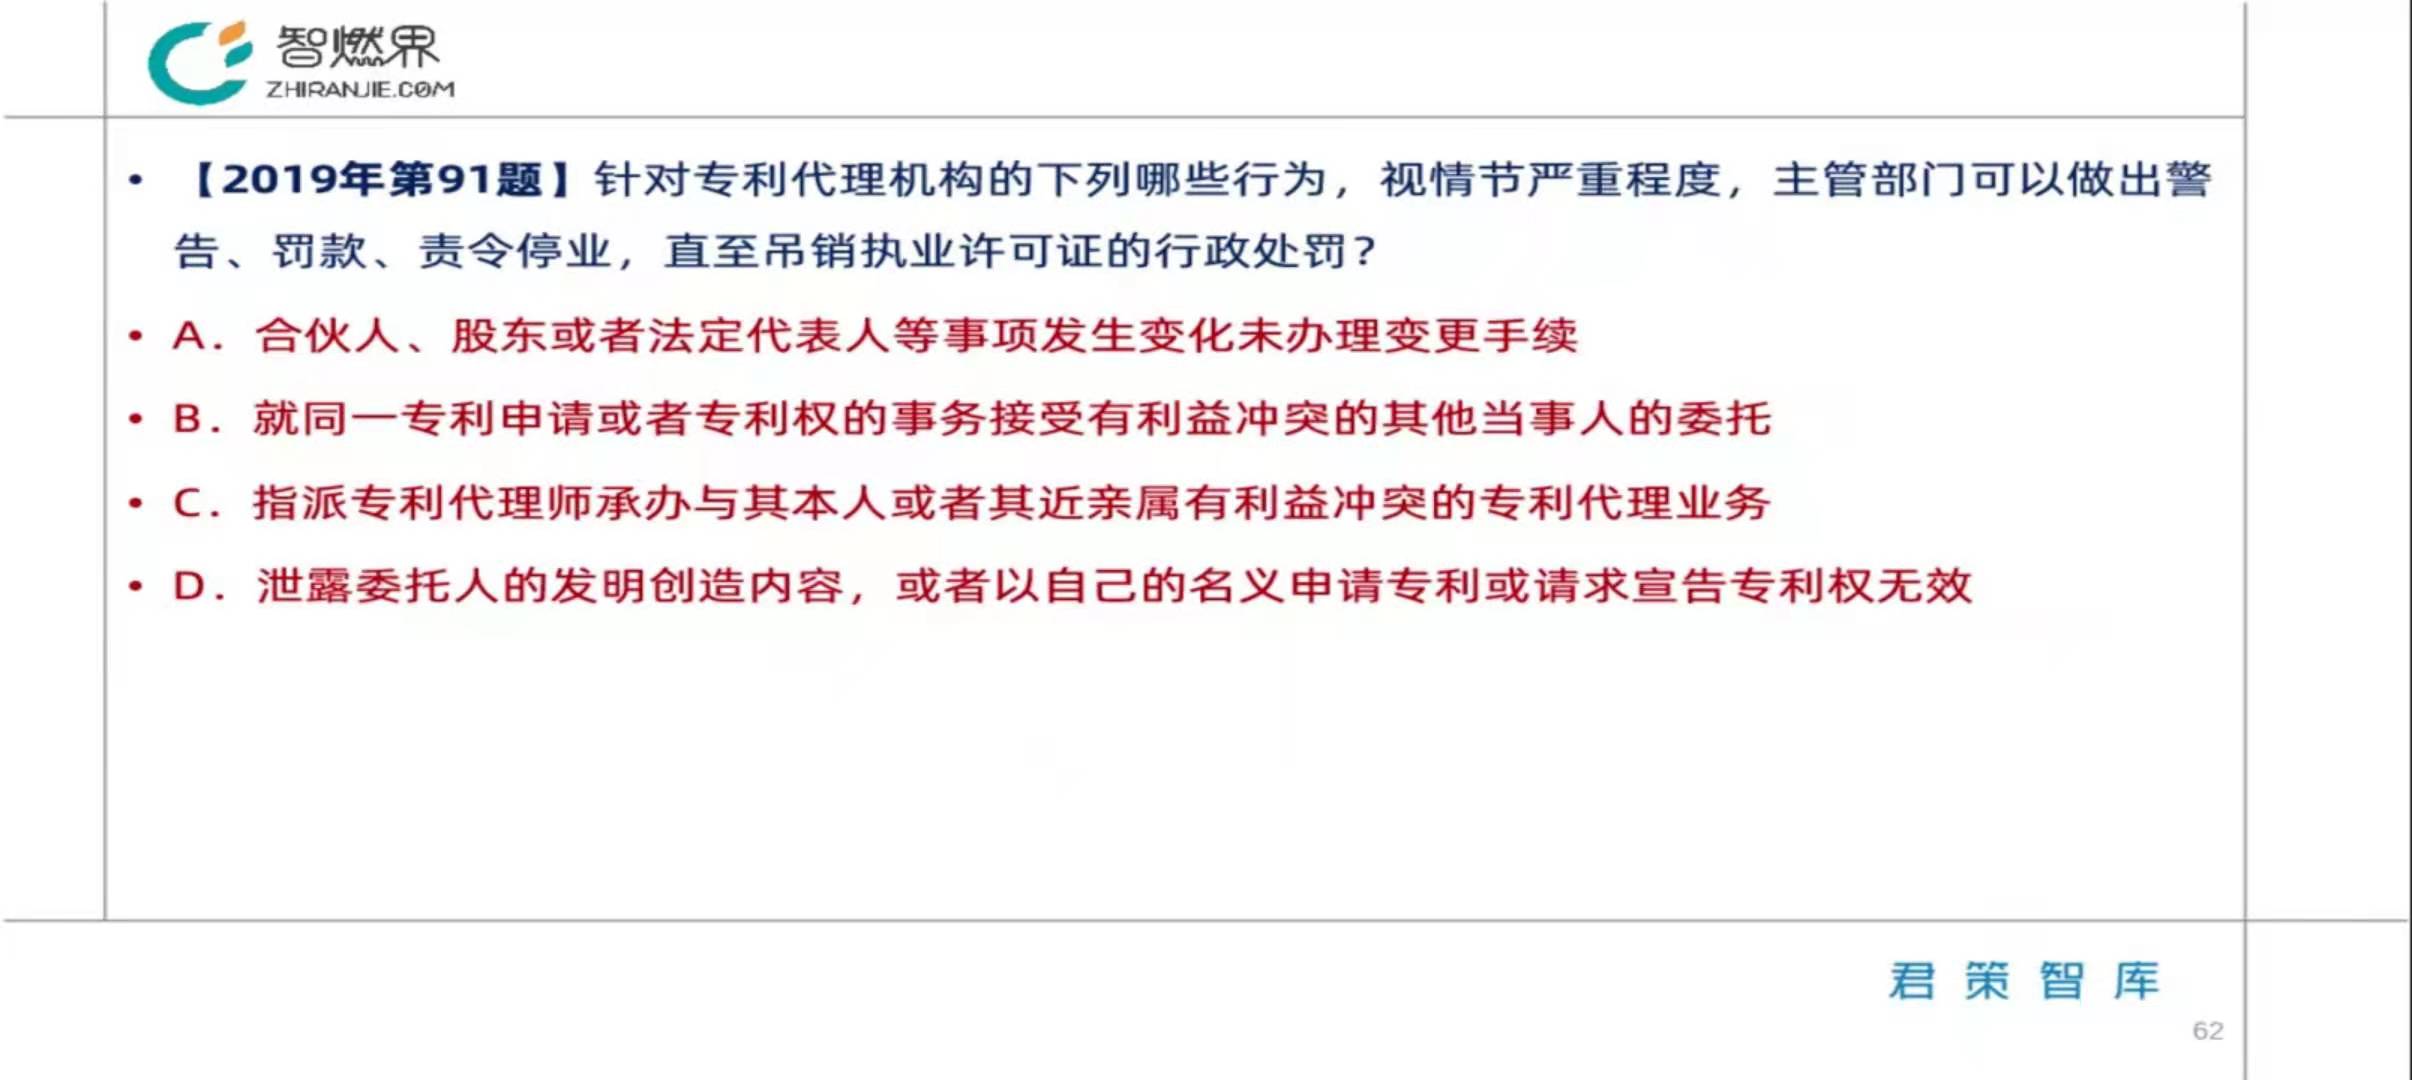 智燃界
ZHIRANJIE.COM
• 【2019年第91题】针对专利代理机构的下列哪些行为，视情节严重程度，主管部门可以做出警
告、罚款、责令停业，直至吊销执业许可证的行政处罚？
• A. 合伙人、股东或者法定代表人等事项发生变化未办理变更手续
• B. 就同一专利申请或者专利权的事务接受有利益冲突的其他当事人的委托
• C. 指派专利代理师承办与其本人或者其近亲属有利益冲突的专利代理业务
• D. 泄露委托人的发明创造内容，或者以自己的名义申请专利或请求宣告专利权无效
君策智库
62